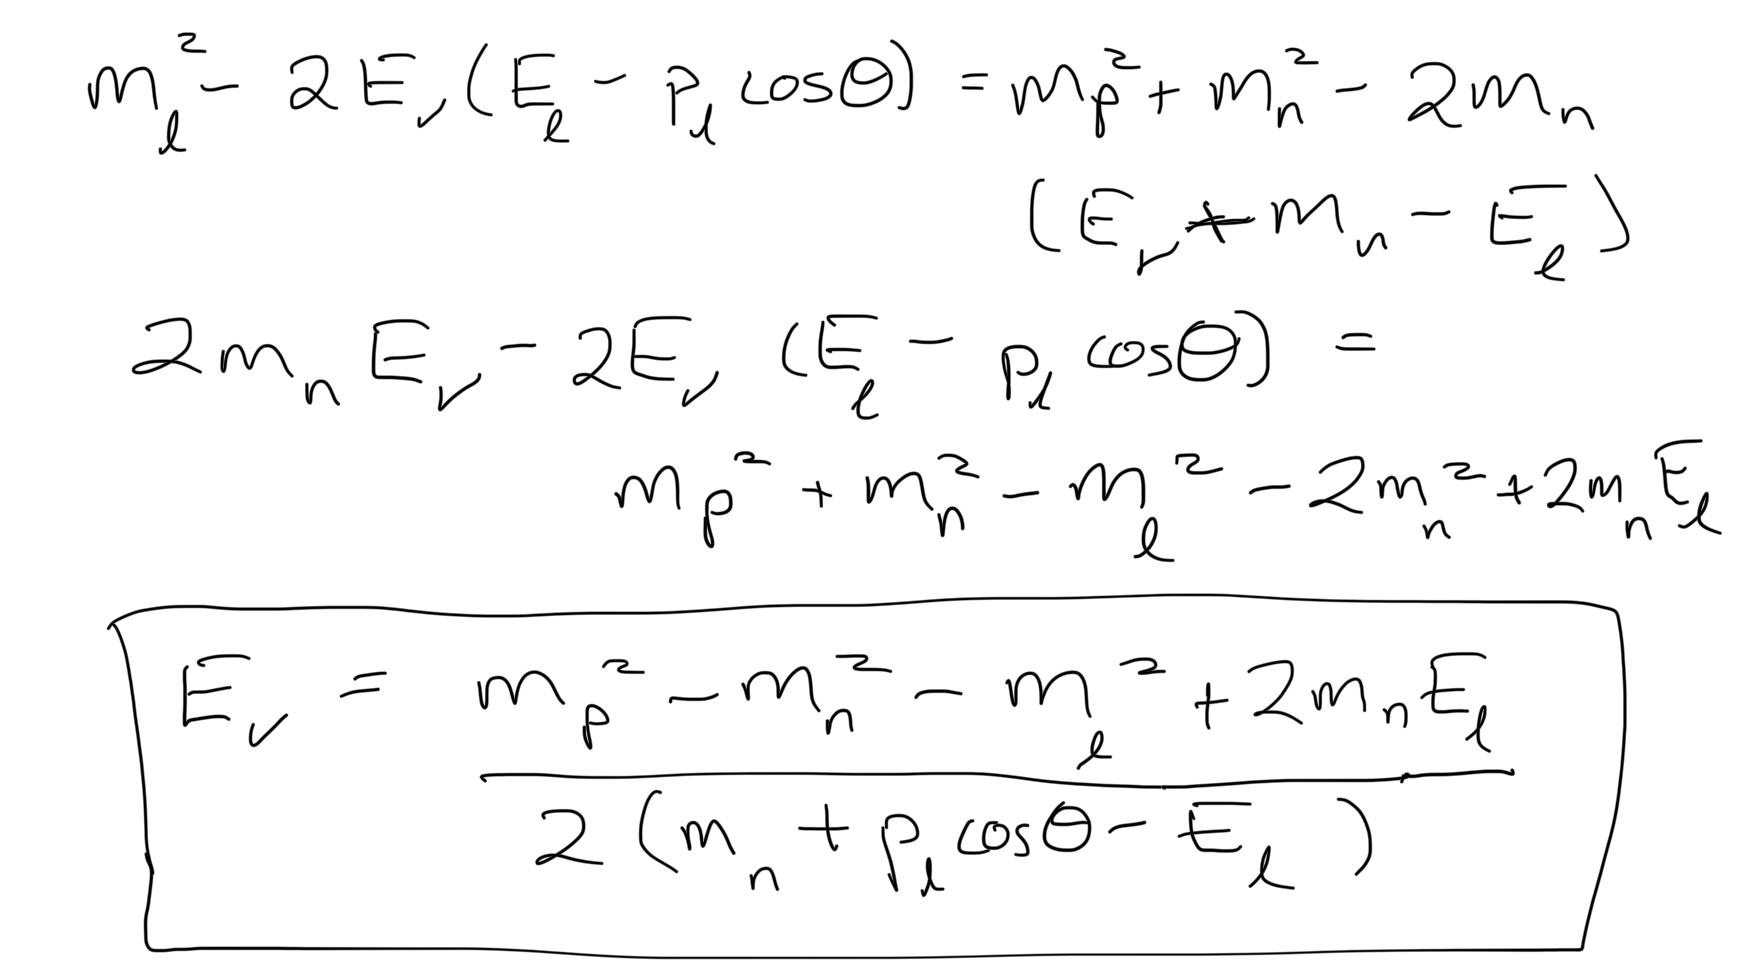 m_l^2 - 2E_ν(E_l - p_l cosθ) = m_p^2 + m_n^2 - 2m_n
(E_ν + m_n - E_l)
2m_n E_ν - 2E_ν (E_l - p_l cosθ) =
m_p^2 + m_n^2 - m_l^2 - 2m_n^2 + 2m_n E_l
E_ν = \frac{m_p^2 - m_n^2 - m_l^2 + 2m_n E_l}{2(m_n + p_l cosθ - E_l)}